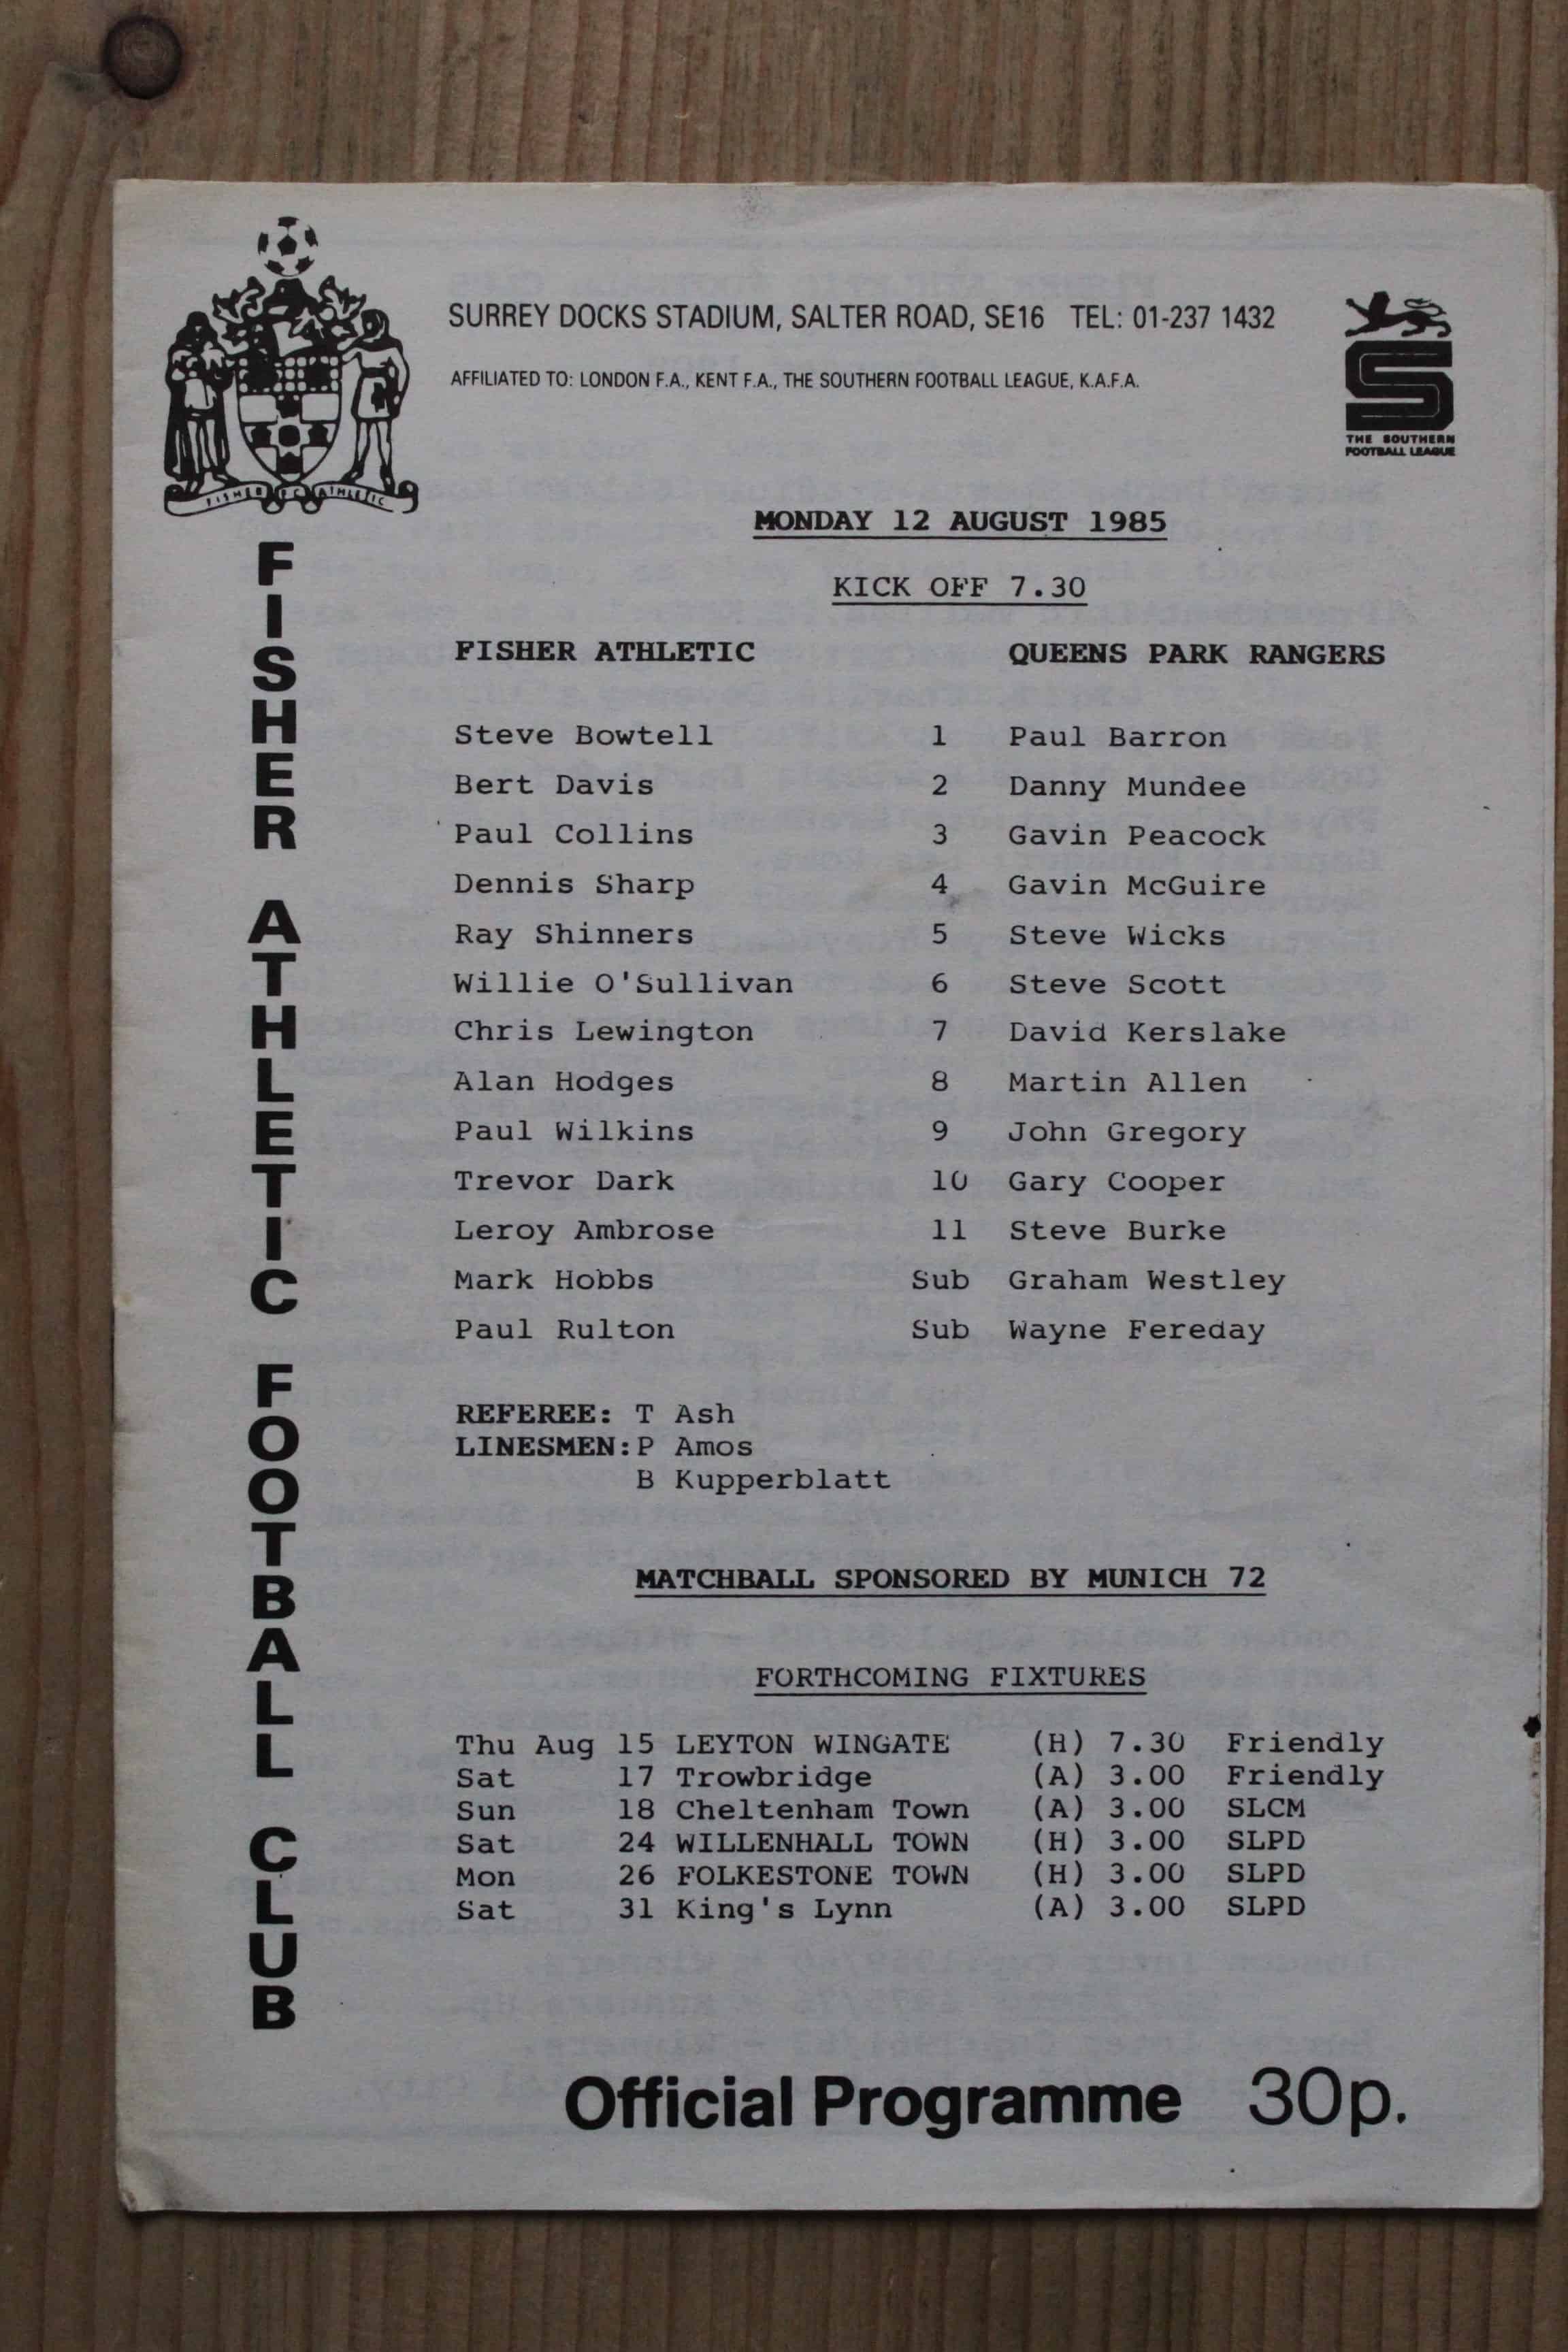 SURREY DOCKS STADIUM, SALTER ROAD, SE16 TEL: 01-237 1432
AFFILIATED TO: LONDON F.A., KENT F.A., THE SOUTHERN FOOTBALL LEAGUE, K.A.F.A.
THE SOUTHERN
FOOTBALL LEAGUE
FISHER F.C. ATHLETIC
FISHER ATHLETIC FOOTBALL CLUB
MONDAY 12 AUGUST 1985
KICK OFF 7.30
FISHER ATHLETIC QUEENS PARK RANGERS
Steve Bowtell 1 Paul Barron
Bert Davis 2 Danny Mundee
Paul Collins 3 Gavin Peacock
Dennis Sharp 4 Gavin McGuire
Ray Shinners 5 Steve Wicks
Willie O'Sullivan 6 Steve Scott
Chris Lewington 7 David Kerslake
Alan Hodges 8 Martin Allen
Paul Wilkins 9 John Gregory
Trevor Dark 10 Gary Cooper
Leroy Ambrose 11 Steve Burke
Mark Hobbs Sub Graham Westley
Paul Rulton Sub Wayne Fereday
REFEREE: T Ash
LINESMEN:P Amos
B Kupperblatt
MATCHBALL SPONSORED BY MUNICH 72
FORTHCOMING FIXTURES
Thu Aug 15 LEYTON WINGATE (H) 7.30 Friendly
Sat 17 Trowbridge (A) 3.00 Friendly
Sun 18 Cheltenham Town (A) 3.00 SLCM
Sat 24 WILLENHALL TOWN (H) 3.00 SLPD
Mon 26 FOLKESTONE TOWN (H) 3.00 SLPD
Sat 31 King's Lynn (A) 3.00 SLPD
Official Programme 30p.